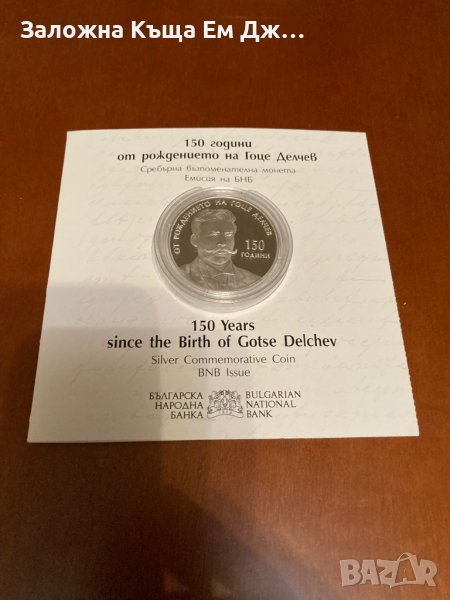 Заложна Къща Ем Дж...
150 години
от рождението на Гоце Делчев
Сребърна възпоменателна монета
Емисия на БНБ
ОТ РОЖДЕНИЕТО НА ГОЦЕ ДЕЛЧЕВ
150
ГОДИНИ
150 Years
since the Birth of Gotse Delchev
Silver Commemorative Coin
BNB Issue
БЪЛГАРСКА
НАРОДНА
БАНКА
BULGARIAN
NATIONAL
BANK
BAZAR